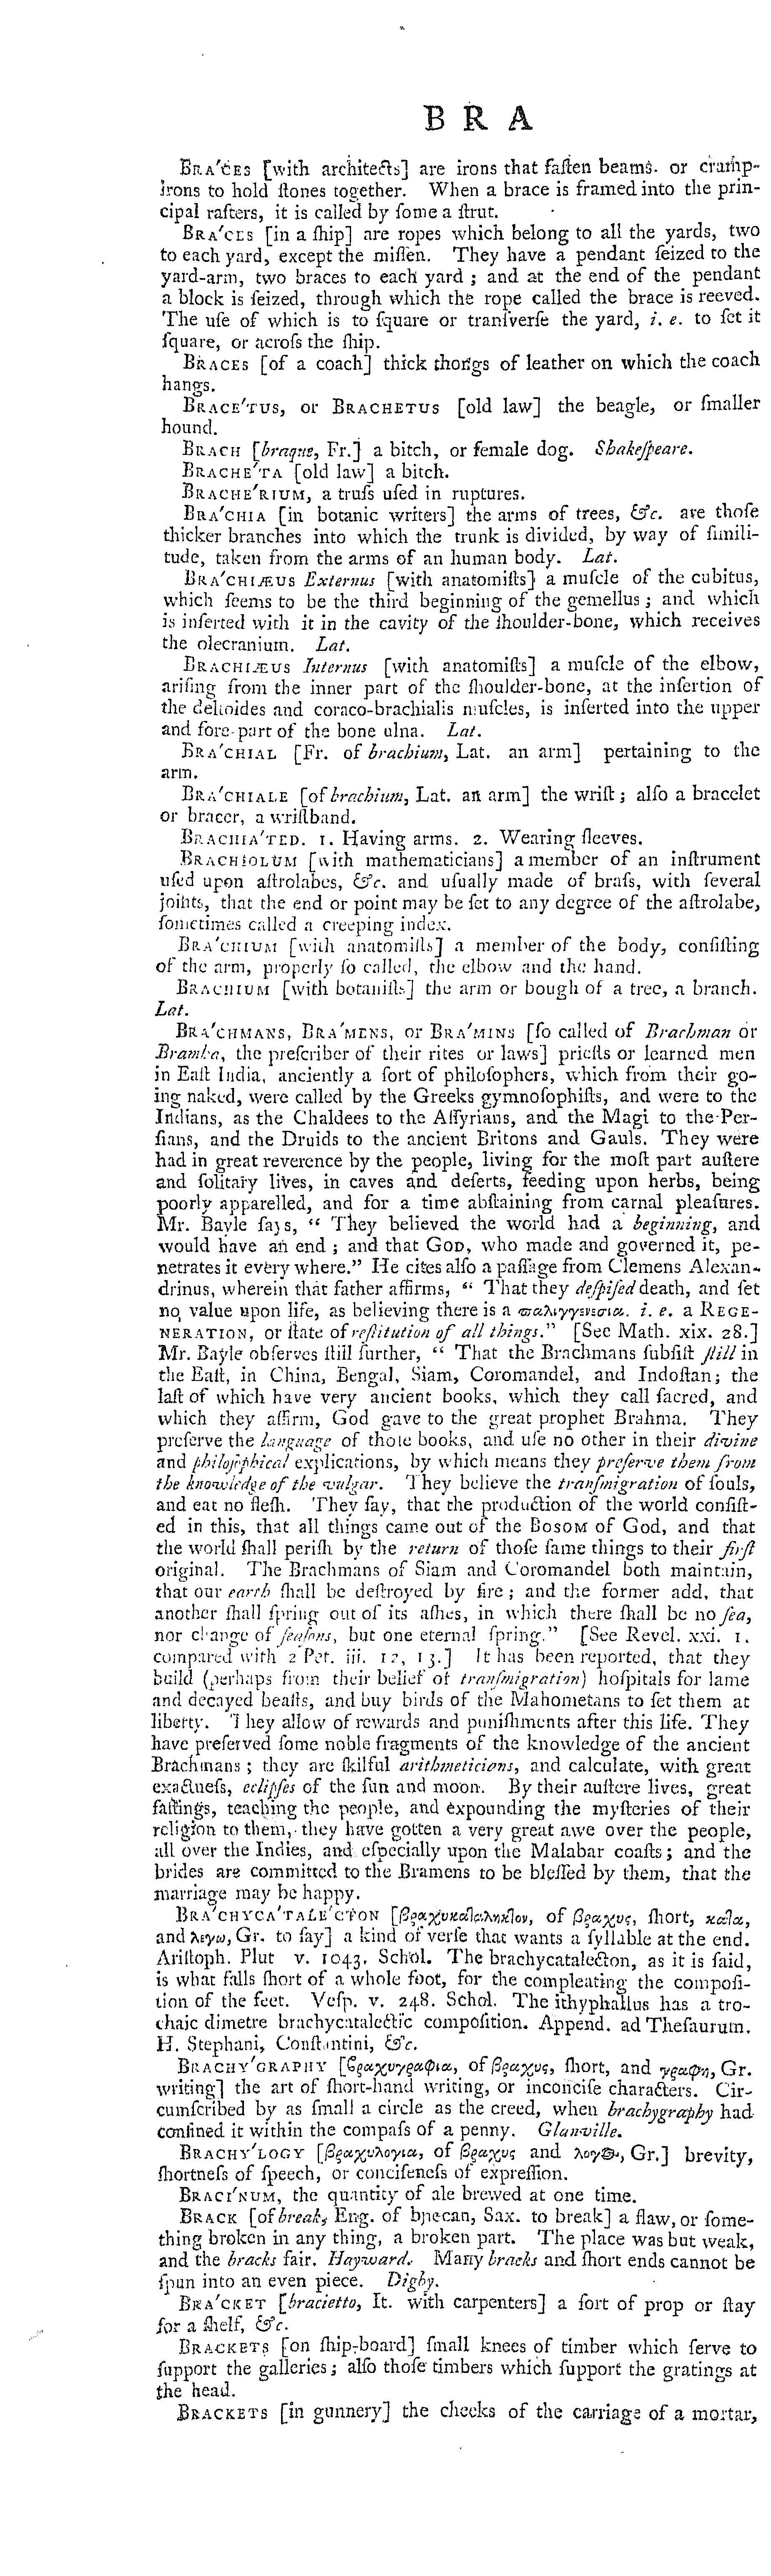 B R A
BRA'CES [with architects] are irons that faſten beams. or cramp-
irons to hold ſtones together. When a brace is framed into the prin-
cipal rafters, it is called by ſome a ſtrut.
BRA'CES [in a ſhip] are ropes which belong to all the yards, two
to each yard, except the miſſen. They have a pendant ſeized to the
yard-arm, two braces to each yard ; and at the end of the pendant
a block is ſeized, through which the rope called the brace is reeved.
The uſe of which is to ſquare or tranſverſe the yard, i. e. to ſet it
ſquare, or acroſs the ſhip.
BRACES [of a coach] thick thongs of leather on which the coach
hangs.
BRACE'TUS, or BRACHETUS [old law] the beagle, or ſmaller
hound.
BRACH [braque, Fr.] a bitch, or female dog. Shakeſpeare.
BRACHE'TA [old law] a bitch.
BRACHE'RIUM, a truſs uſed in ruptures.
BRA'CHIA [in botanic writers] the arms of trees, &c. are thoſe
thicker branches into which the trunk is divided, by way of ſimili-
tude, taken from the arms of an human body. Lat.
BRA'CHIÆUS Externus [with anatomiſts] a muſcle of the cubitus,
which ſeems to be the third beginning of the gemellus ; and which
is inſerted with it in the cavity of the ſhoulder-bone, which receives
the olecranium. Lat.
BRACHIÆUS Internus [with anatomiſts] a muſcle of the elbow,
ariſing from the inner part of the ſhoulder-bone, at the inſertion of
the deltoides and coraco-brachialis muſcles, is inſerted into the upper
and fore-part of the bone ulna. Lat.
BRA'CHIAL [Fr. of brachium, Lat. an arm] pertaining to the
arm.
BRA'CHIALE [of brachium, Lat. an arm] the wriſt ; alſo a bracelet
or bracer, a wriſtband.
BRACHIA'TED. 1. Having arms. 2. Wearing ſleeves.
BRACHIOLUM [with mathematicians] a member of an inſtrument
uſed upon aſtrolabes, &c. and uſually made of braſs, with ſeveral
joints, that the end or point may be ſet to any degree of the aſtrolabe,
ſometimes called a creeping index.
BRA'CHIUM [with anatomiſts] a member of the body, conſiſting
of the arm, properly ſo called, the elbow and the hand.
BRACHIUM [with botaniſts] the arm or bough of a tree, a branch.
Lat.
BRA'CHMANS, BRA'MENS, or BRA'MINS [ſo called of Brachman or
Bramba, the preſcriber of their rites or laws] prieſts or learned men
in Eaſt India, anciently a ſort of philoſophers, which from their go-
ing naked, were called by the Greeks gymnoſophiſts, and were to the
Indians, as the Chaldees to the Aſſyrians, and the Magi to the Per-
ſians, and the Druids to the ancient Britons and Gauls. They were
had in great reverence by the people, living for the moſt part auſtere
and ſolitary lives, in caves and deſerts, feeding upon herbs, being
poorly apparelled, and for a time abſtaining from carnal pleaſures.
Mr. Bayle ſays, “ They believed the world had a beginning, and
would have an end ; and that GOD, who made and governed it, pe-
netrates it every where.” He cites alſo a paſſage from Clemens Alexan-
drinus, wherein that father affirms, “ That they deſpiſed death, and ſet
no value upon life, as believing there is a παλιγγενεσια. i. e. a REGE-
NERATION, or ſtate of reſtitution of all things.” [See Math. xix. 28.]
Mr. Bayle obſerves ſtill further, “ That the Brachmans ſubſiſt ſtill in
the Eaſt, in China, Bengal, Siam, Coromandel, and Indoſtan; the
laſt of which have very ancient books, which they call ſacred, and
which they affirm, God gave to the great prophet Brahma. They
preſerve the language of thoſe books, and uſe no other in their divine
and philoſophical explications, by which means they preſerve them from
the knowledge of the vulgar. They believe the tranſmigration of ſouls,
and eat no fleſh. They ſay, that the production of the world conſiſt-
ed in this, that all things came out of the BOSOM of God, and that
the world ſhall periſh by the return of thoſe ſame things to their firſt
original. The Brachmans of Siam and Coromandel both maintain,
that our earth ſhall be deſtroyed by fire ; and the former add, that
another ſhall ſpring out of its aſhes, in which there ſhall be no ſea,
nor change of ſeaſons, but one eternal ſpring.” [See Revel. xxi. 1.
compared with 2 Pet. iii. 12, 13.] It has been reported, that they
build (perhaps from their belief of tranſmigration) hoſpitals for lame
and decayed beaſts, and buy birds of the Mahometans to ſet them at
liberty. They allow of rewards and puniſhments after this life. They
have preſerved ſome noble fragments of the knowledge of the ancient
Brachmans ; they are ſkilful arithmeticians, and calculate, with great
exactneſs, eclipſes of the ſun and moon. By their auſtere lives, great
faſtings, teaching the people, and expounding the myſteries of their
religion to them, they have gotten a very great awe over the people,
all over the Indies, and eſpecially upon the Malabar coaſts ; and the
brides are committed to the Bramens to be bleſſed by them, that the
marriage may be happy.
BRA'CHYCA'TALE'CTON [βραχυκαταληκτον, of βραχυς, ſhort, κατα,
and λεγω, Gr. to ſay] a kind of verſe that wants a ſyllable at the end.
Ariſtoph. Plut v. 1043. Schol. The brachycatalecton, as it is ſaid,
is what falls ſhort of a whole foot, for the compleating the compoſi-
tion of the feet. Veſp. v. 248. Schol. The ithyphallus has a tro-
chaic dimetre brachycatalectic compoſition. Append. ad Theſaurum.
H. Stephani, Conſtantini, &c.
BRACHY'GRAPHY [βραχυγραφια, of βραχυς, ſhort, and γραφη, Gr.
writing] the art of ſhort-hand writing, or inconciſe characters. Cir-
cumſcribed by as ſmall a circle as the creed, when brachygraphy had
confined it within the compaſs of a penny. Glanville.
BRACHY'LOGY [βραχυλογια, of βραχυς and λογος, Gr.] brevity,
ſhortneſs of ſpeech, or conciſeneſs of expreſſion.
BRACI'NUM, the quantity of ale brewed at one time.
BRACK [of break, Eng. of bꞃecan, Sax. to break] a flaw, or ſome-
thing broken in any thing, a broken part. The place was but weak,
and the bracks fair. Hayward. Many bracks and ſhort ends cannot be
ſpun into an even piece. Digby.
BRA'CKET [bracietto, It. with carpenters] a ſort of prop or ſtay
for a ſhelf, &c.
BRACKETS [on ſhip-board] ſmall knees of timber which ſerve to
ſupport the galleries ; alſo thoſe timbers which ſupport the gratings at
the head.
BRACKETS [in gunnery] the cheeks of the carriage of a mortar,